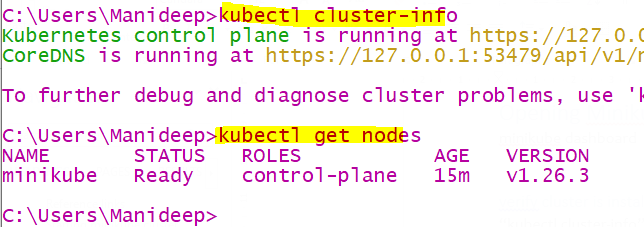 C:\Users\Manideep>kubectl cluster-info
Kubernetes control plane is running at https://127.0.0
CoreDNS is running at https://127.0.0.1:53479/api/v1/n
To further debug and diagnose cluster problems, use 'k
C:\Users\Manideep>kubectl get nodes
NAME STATUS ROLES AGE VERSION
minikube Ready control-plane 15m v1.26.3
C:\Users\Manideep>